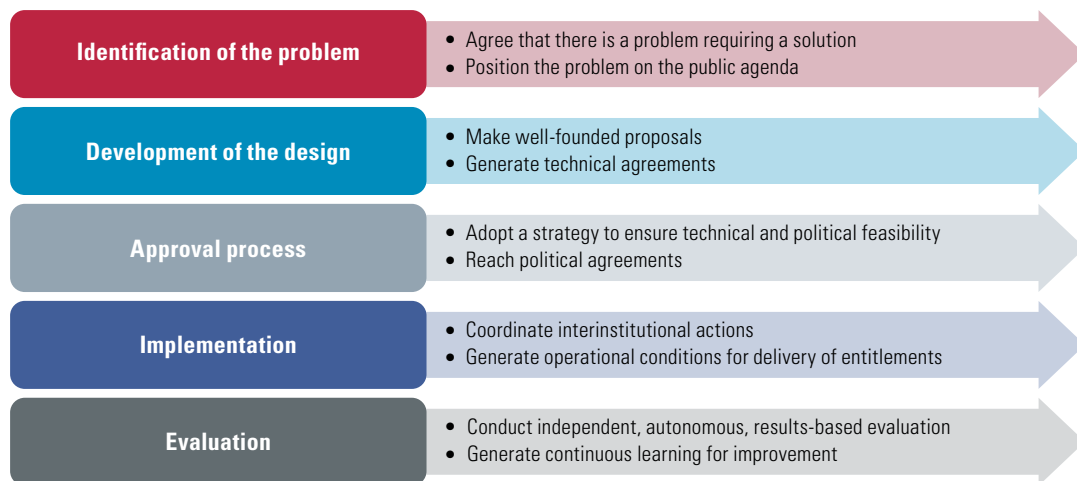 Identification of the problem
• Agree that there is a problem requiring a solution
• Position the problem on the public agenda
Development of the design
• Make well-founded proposals
• Generate technical agreements
Approval process
• Adopt a strategy to ensure technical and political feasibility
• Reach political agreements
Implementation
• Coordinate interinstitutional actions
• Generate operational conditions for delivery of entitlements
Evaluation
• Conduct independent, autonomous, results-based evaluation
• Generate continuous learning for improvement